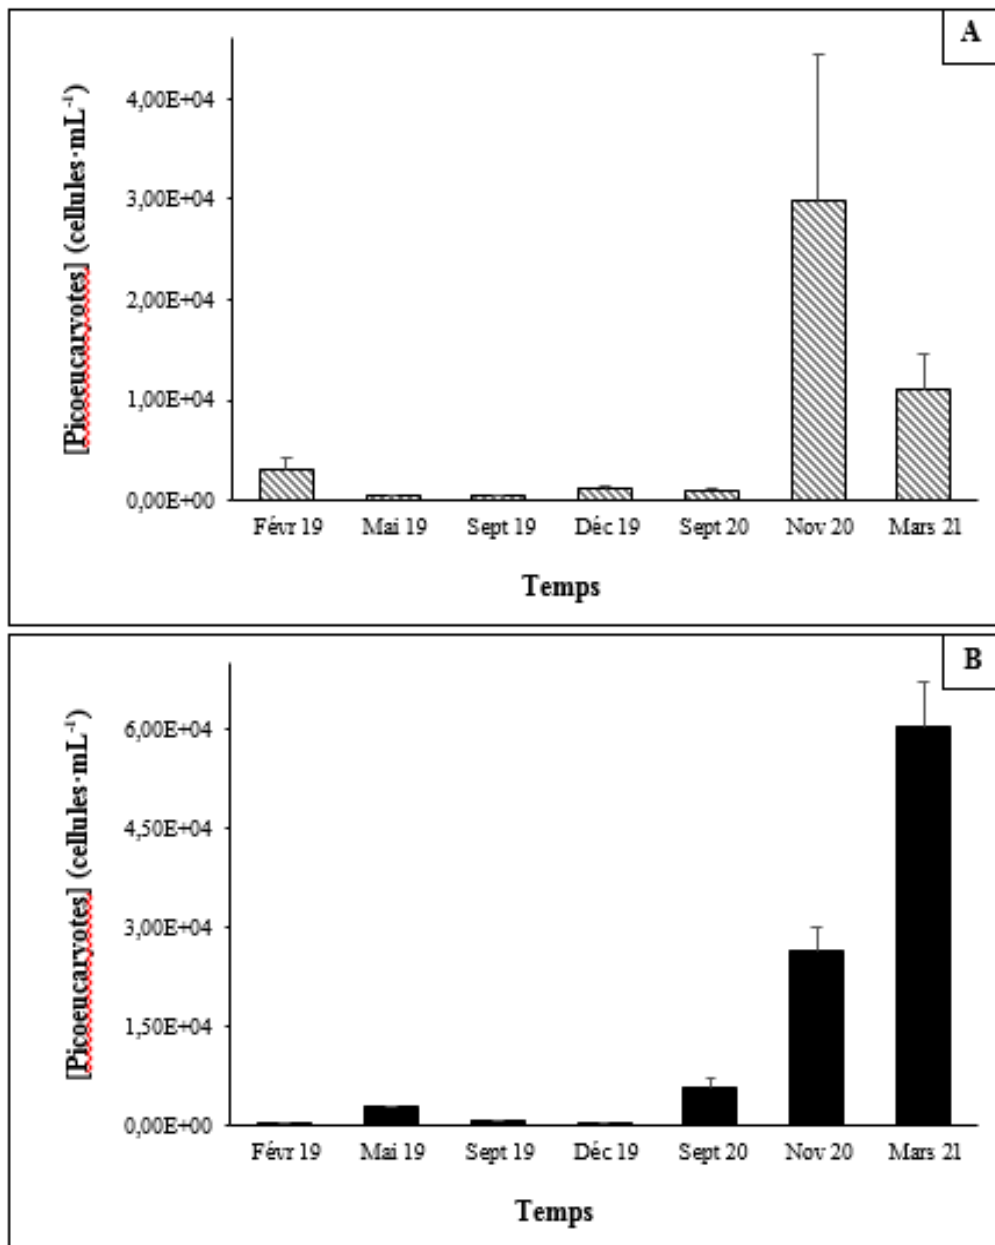 A
[Picoeucaryotes] (cellules·mL⁻¹)
4,00E+04
3,00E+04
2,00E+04
1,00E+04
0,00E+00
Févr 19 Mai 19 Sept 19 Déc 19 Sept 20 Nov 20 Mars 21
Temps
B
[Picoeucaryotes] (cellules·mL⁻¹)
6,00E+04
4,50E+04
3,00E+04
1,50E+04
0,00E+00
Févr 19 Mai 19 Sept 19 Déc 19 Sept 20 Nov 20 Mars 21
Temps